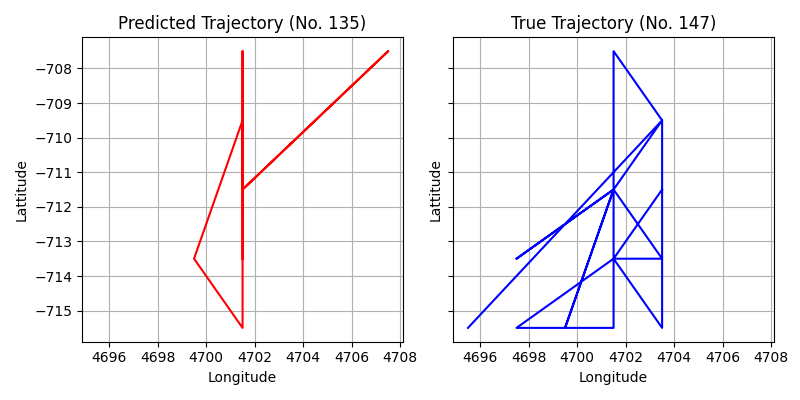 Predicted Trajectory (No. 135)
True Trajectory (No. 147)
−708
−709
−710
−711
−712
−713
−714
−715
Lattitude
Lattitude
4696 4698 4700 4702 4704 4706 4708
4696 4698 4700 4702 4704 4706 4708
Longitude
Longitude